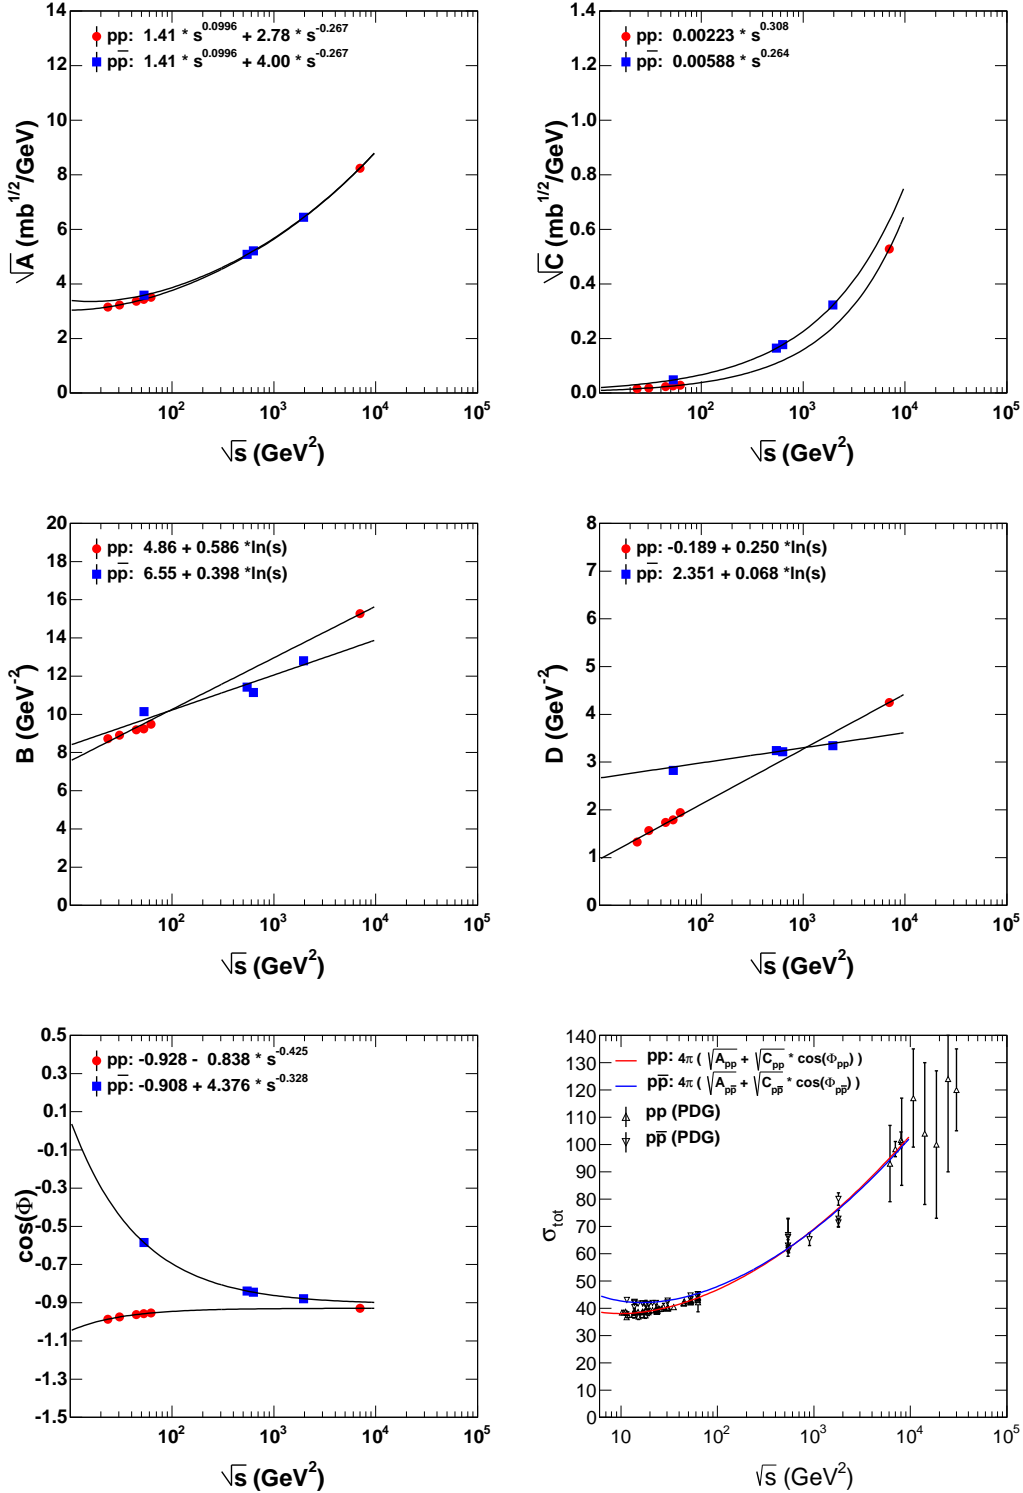 pp: 1.41 * s^0.0996 + 2.78 * s^-0.267
pp̅: 1.41 * s^0.0996 + 4.00 * s^-0.267
√A (mb^1/2/GeV)
14
12
10
8
6
4
2
0
10^2 10^3 10^4 10^5
√s (GeV^2)
pp: 0.00223 * s^0.308
pp̅: 0.00588 * s^0.264
√C (mb^1/2/GeV)
1.4
1.2
1.0
0.8
0.6
0.4
0.2
0.0
10^2 10^3 10^4 10^5
√s (GeV^2)
pp: 4.86 + 0.586 *ln(s)
pp̅: 6.55 + 0.398 *ln(s)
B (GeV^-2)
20
18
16
14
12
10
8
6
4
2
0
10^2 10^3 10^4 10^5
√s (GeV^2)
pp: -0.189 + 0.250 *ln(s)
pp̅: 2.351 + 0.068 *ln(s)
D (GeV^-2)
8
7
6
5
4
3
2
1
0
10^2 10^3 10^4 10^5
√s (GeV^2)
pp: -0.928 - 0.838 * s^-0.425
pp̅: -0.908 + 4.376 * s^-0.328
cos(Φ)
0.5
0.3
0.1
-0.1
-0.3
-0.5
-0.7
-0.9
-1.1
-1.3
-1.5
10^2 10^3 10^4 10^5
√s (GeV^2)
pp: 4π ( √A_pp + √C_pp * cos(Φ_pp) )
pp̅: 4π ( √A_pp̅ + √C_pp̅ * cos(Φ_pp̅) )
pp (PDG)
pp̅ (PDG)
σ_tot
140
130
120
110
100
90
80
70
60
50
40
30
20
10
0
10 10^2 10^3 10^4 10^5
√s (GeV^2)